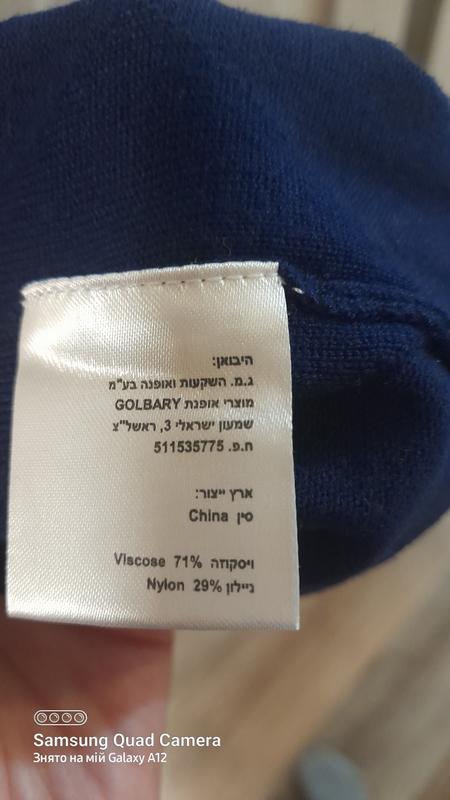 היבואן:
ג.מ. השקעות ואופנה בע"מ
מוצרי אופנת GOLBARY
שמעון ישראלי 3, ראשל"צ
ח.פ. 511535775
ארץ ייצור:
סין China
ויסקוזה 71% Viscose
ניילון 29% Nylon
Samsung Quad Camera
Знято на мій Galaxy A12